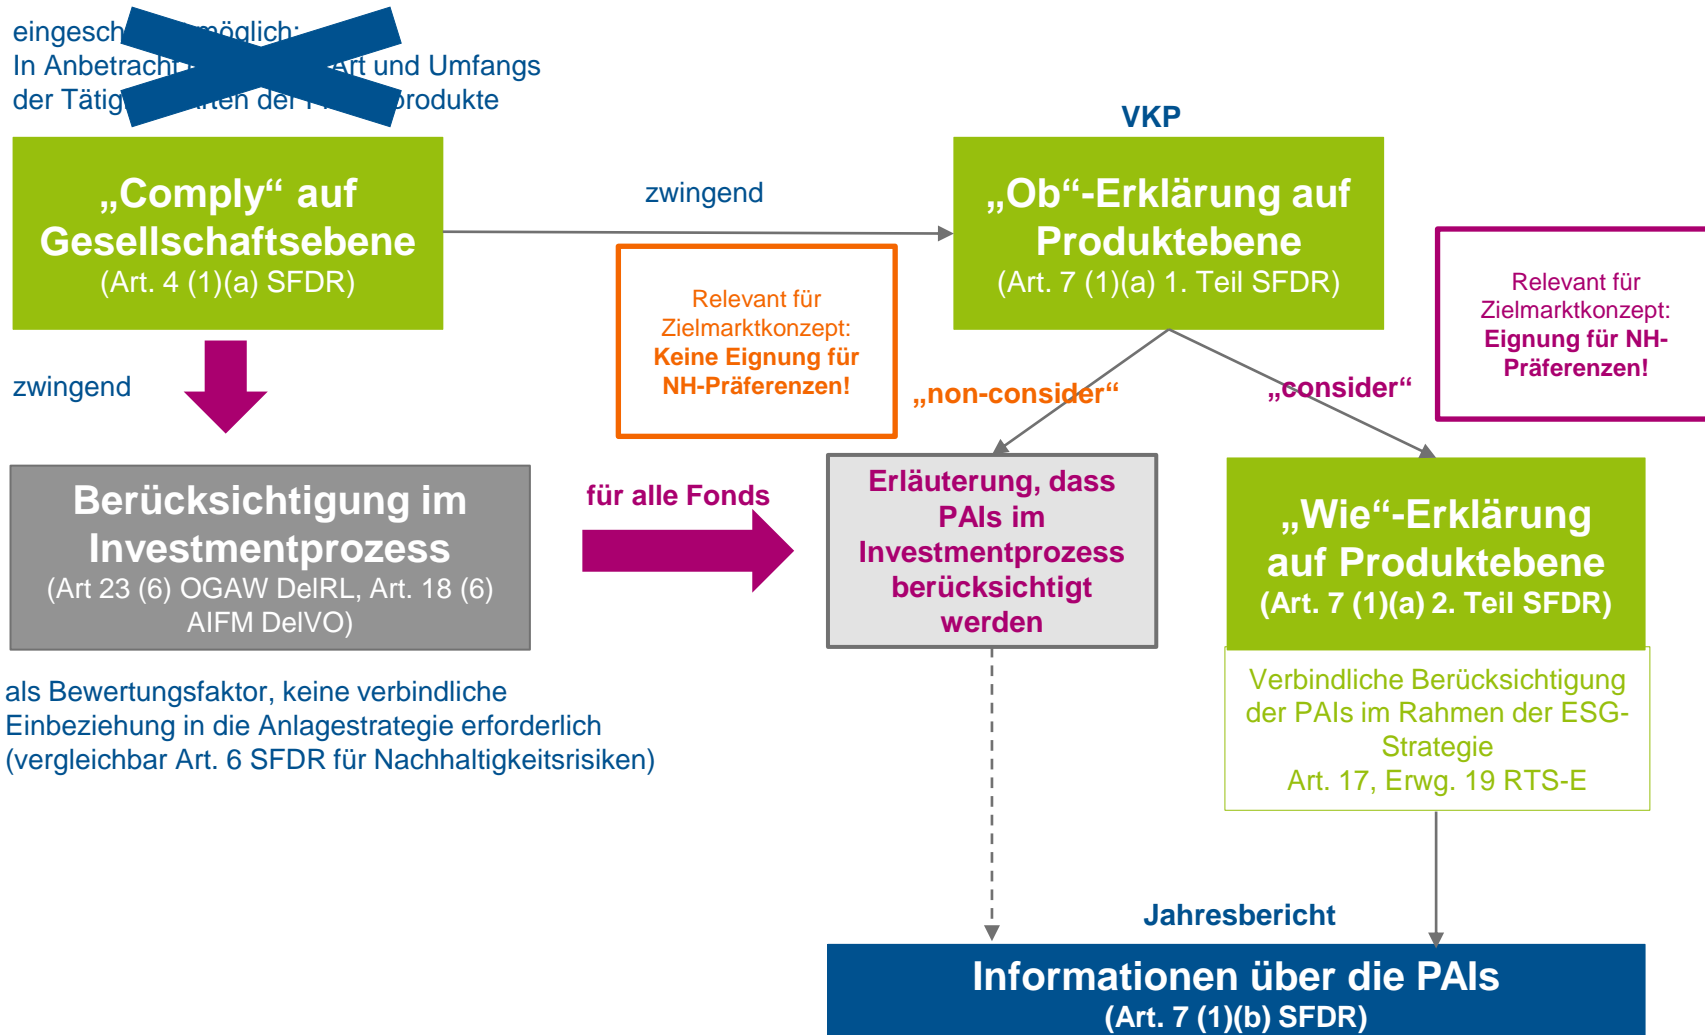 eingesch möglich:
In Anbetracht Art und Umfangs
der Tätig arten der produkte
VKP
„Comply“ auf
Gesellschaftsebene
(Art. 4 (1)(a) SFDR)
zwingend
„Ob“-Erklärung auf
Produktebene
(Art. 7 (1)(a) 1. Teil SFDR)
Relevant für
Zielmarktkonzept:
Keine Eignung für
NH-Präferenzen!
Relevant für
Zielmarktkonzept:
Eignung für NH-
Präferenzen!
zwingend
„non-consider“
„consider“
Berücksichtigung im
Investmentprozess
(Art 23 (6) OGAW DelRL, Art. 18 (6)
AIFM DelVO)
für alle Fonds
Erläuterung, dass
PAIs im
Investmentprozess
berücksichtigt
werden
„Wie“-Erklärung
auf Produktebene
(Art. 7 (1)(a) 2. Teil SFDR)
als Bewertungsfaktor, keine verbindliche
Einbeziehung in die Anlagestrategie erforderlich
(vergleichbar Art. 6 SFDR für Nachhaltigkeitsrisiken)
Verbindliche Berücksichtigung
der PAIs im Rahmen der ESG-
Strategie
Art. 17, Erwg. 19 RTS-E
Jahresbericht
Informationen über die PAIs
(Art. 7 (1)(b) SFDR)